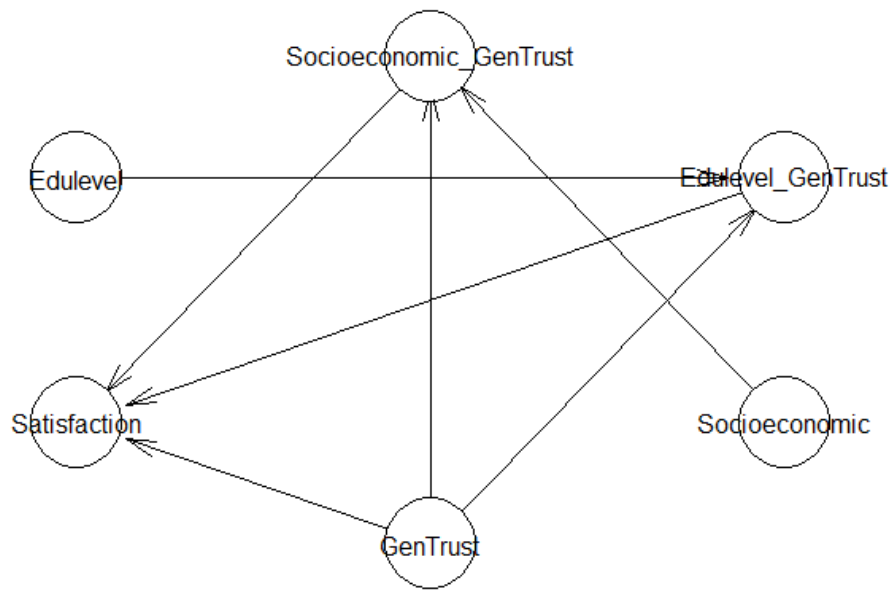 Socioeconomic_GenTrust
Edulevel
Edulevel_GenTrust
Satisfaction
Socioeconomic
GenTrust